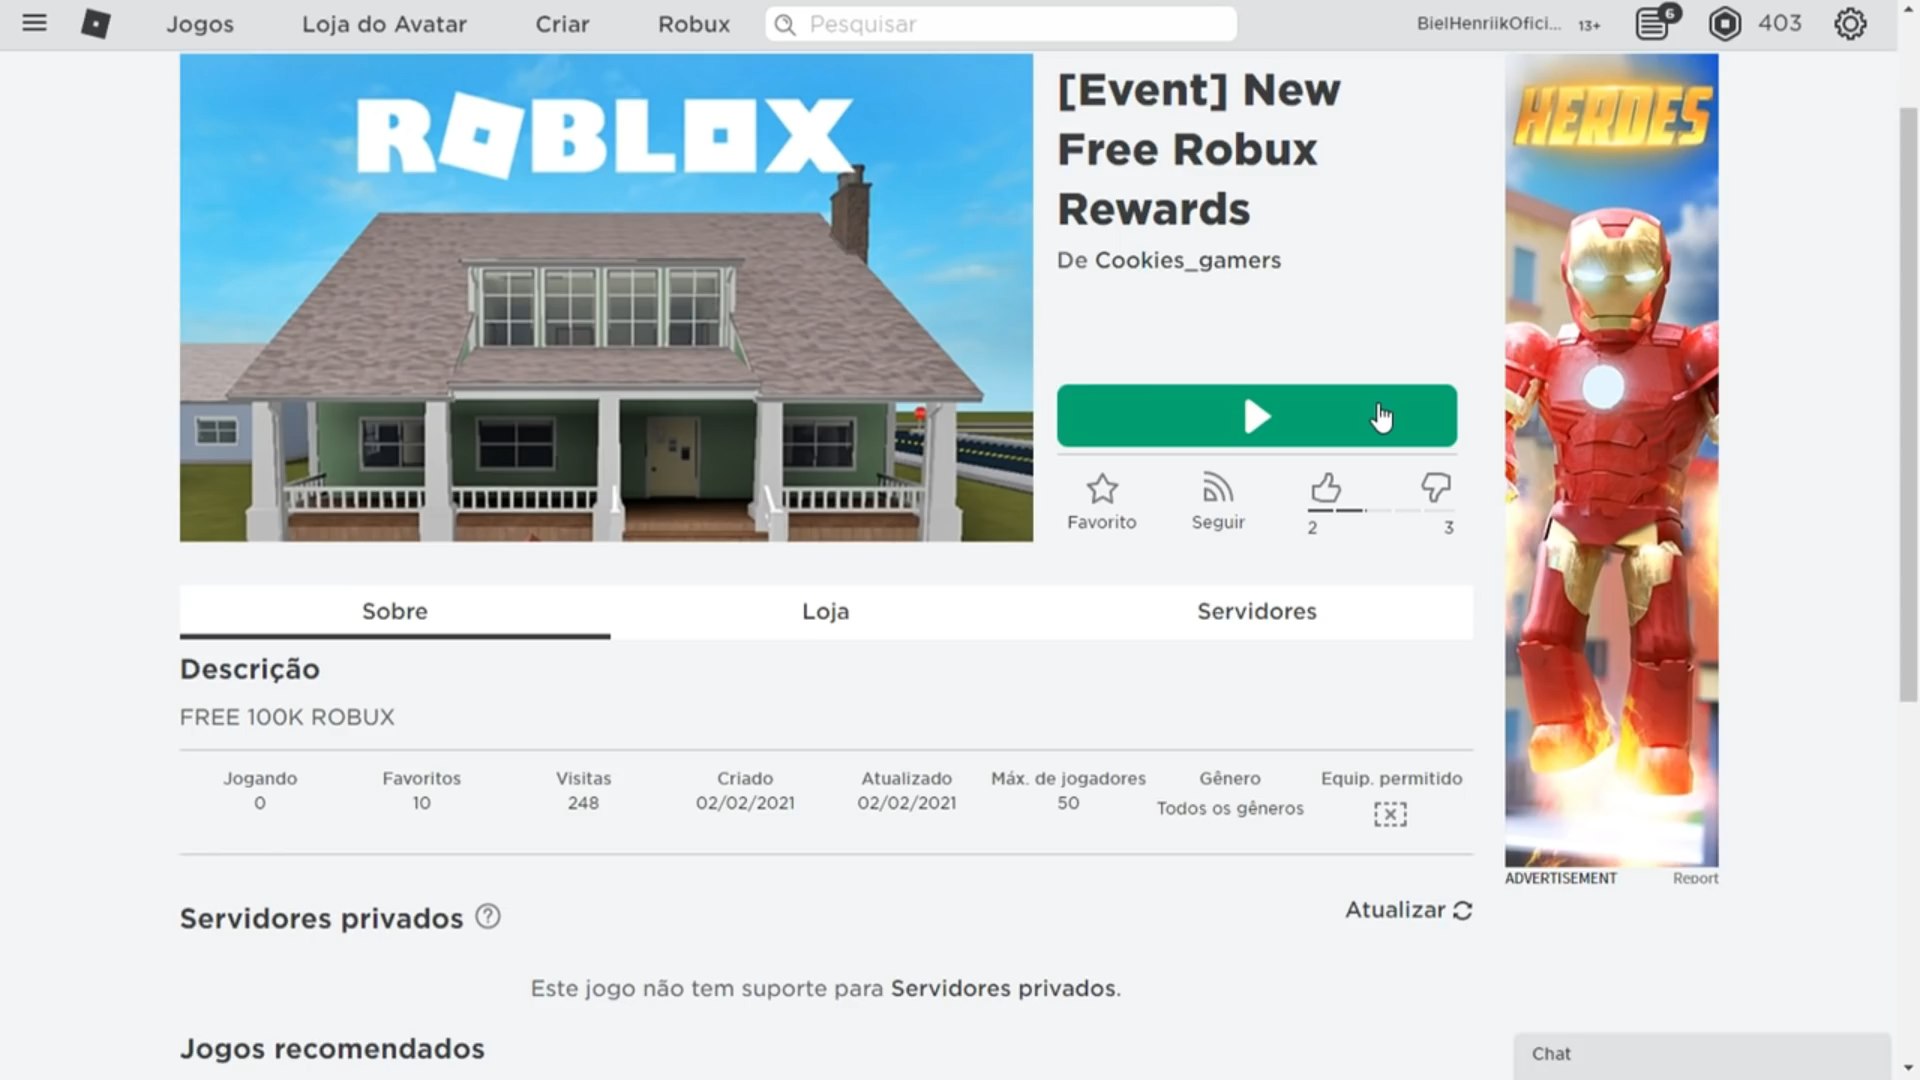 Jogos
Loja do Avatar
Criar
Robux
Pesquisar
BielHenriikOfici...
13+
6
403
ROBLOX
[Event] New
Free Robux
Rewards
De Cookies_gamers
Favorito
Seguir
2
3
HEROES
ADVERTISEMENT
Report
Sobre
Loja
Servidores
Descrição
FREE 100K ROBUX
Jogando
0
Favoritos
10
Visitas
248
Criado
02/02/2021
Atualizado
02/02/2021
Máx. de jogadores
50
Gênero
Todos os gêneros
Equip. permitido
Servidores privados
Atualizar
Este jogo não tem suporte para Servidores privados.
Jogos recomendados
Chat